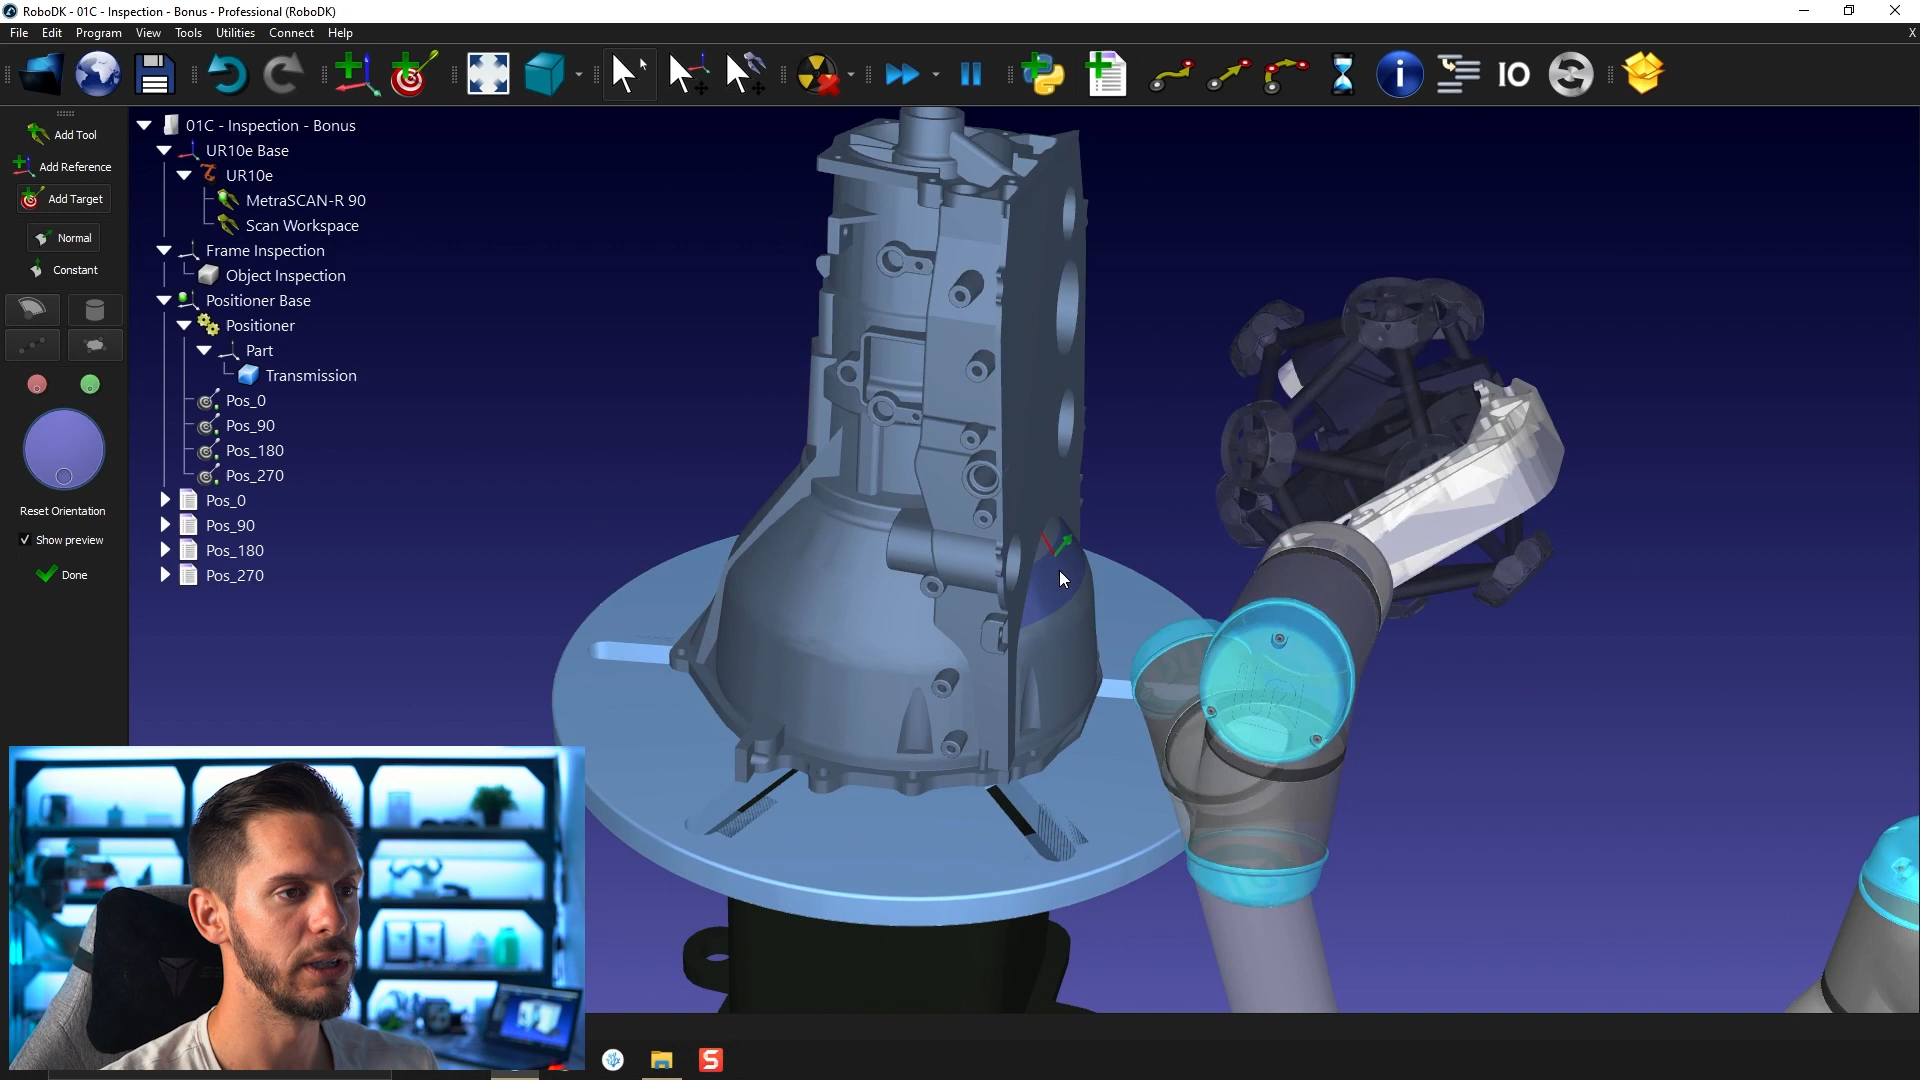 RoboDK - 01C - Inspection - Bonus - Professional (RoboDK)
File Edit Program View Tools Utilities Connect Help
X
IO
Add Tool
Add Reference
Add Target
Normal
Constant
Reset Orientation
Show preview
Done
01C - Inspection - Bonus
UR10e Base
UR10e
MetraSCAN-R 90
Scan Workspace
Frame Inspection
Object Inspection
Positioner Base
Positioner
Part
Transmission
Pos_0
Pos_90
Pos_180
Pos_270
Pos_0
Pos_90
Pos_180
Pos_270